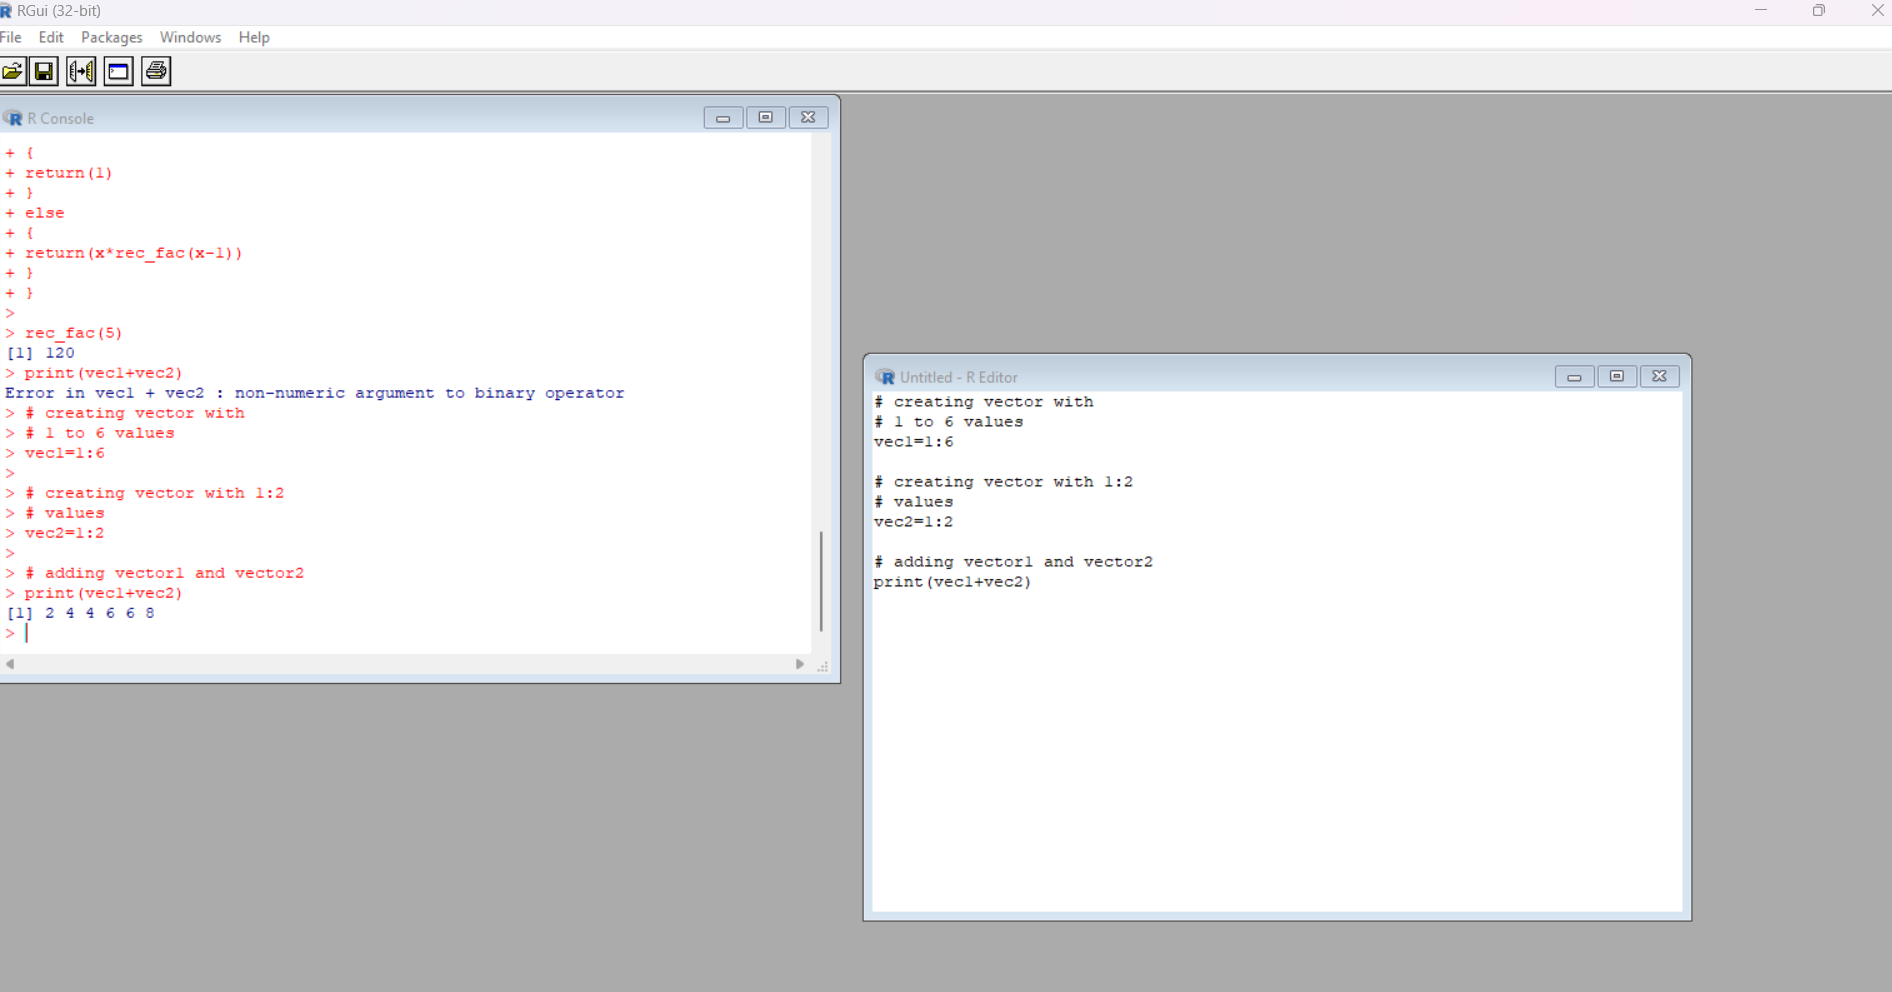 RGui (32-bit)
File Edit Packages Windows Help
R Console
+ {
+ return(1)
+ }
+ else
+ {
+ return(x*rec_fac(x-1))
+ }
+ }
>
> rec_fac(5)
[1] 120
> print(vec1+vec2)
Error in vec1 + vec2 : non-numeric argument to binary operator
> # creating vector with
> # 1 to 6 values
> vec1=1:6
>
> # creating vector with 1:2
> # values
> vec2=1:2
>
> # adding vector1 and vector2
> print(vec1+vec2)
[1] 2 4 4 6 6 8
>
Untitled - R Editor
# creating vector with
# 1 to 6 values
vec1=1:6
# creating vector with 1:2
# values
vec2=1:2
# adding vector1 and vector2
print(vec1+vec2)